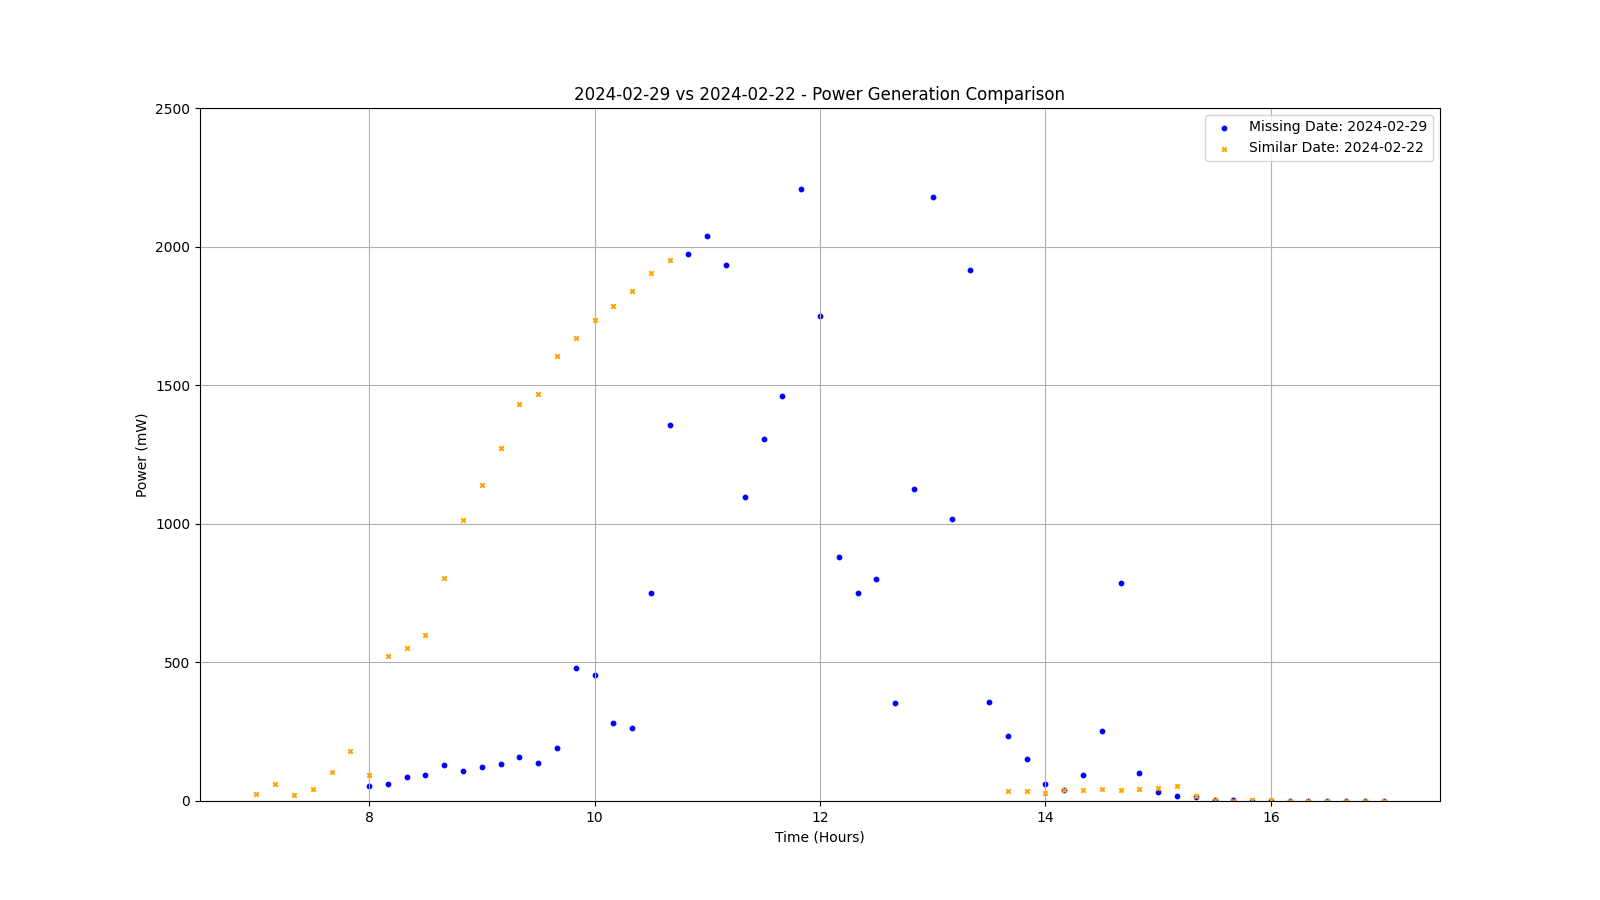 2024-02-29 vs 2024-02-22 - Power Generation Comparison
Missing Date: 2024-02-29
Similar Date: 2024-02-22
Power (mW)
2500
2000
1500
1000
500
0
8 10 12 14 16
Time (Hours)